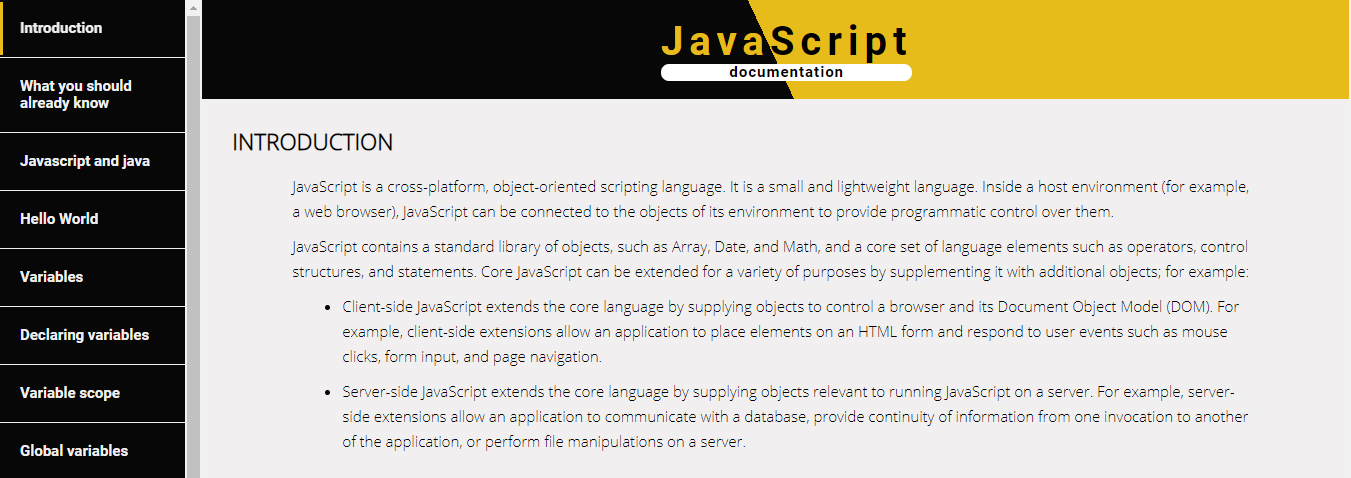 Introduction
What you should
already know
Javascript and java
Hello World
Variables
Declaring variables
Variable scope
Global variables
JavaScript
documentation
INTRODUCTION
JavaScript is a cross-platform, object-oriented scripting language. It is a small and lightweight language. Inside a host environment (for example,
a web browser), JavaScript can be connected to the objects of its environment to provide programmatic control over them.
JavaScript contains a standard library of objects, such as Array, Date, and Math, and a core set of language elements such as operators, control
structures, and statements. Core JavaScript can be extended for a variety of purposes by supplementing it with additional objects; for example:
• Client-side JavaScript extends the core language by supplying objects to control a browser and its Document Object Model (DOM). For
example, client-side extensions allow an application to place elements on an HTML form and respond to user events such as mouse
clicks, form input, and page navigation.
• Server-side JavaScript extends the core language by supplying objects relevant to running JavaScript on a server. For example, server-
side extensions allow an application to communicate with a database, provide continuity of information from one invocation to another
of the application, or perform file manipulations on a server.